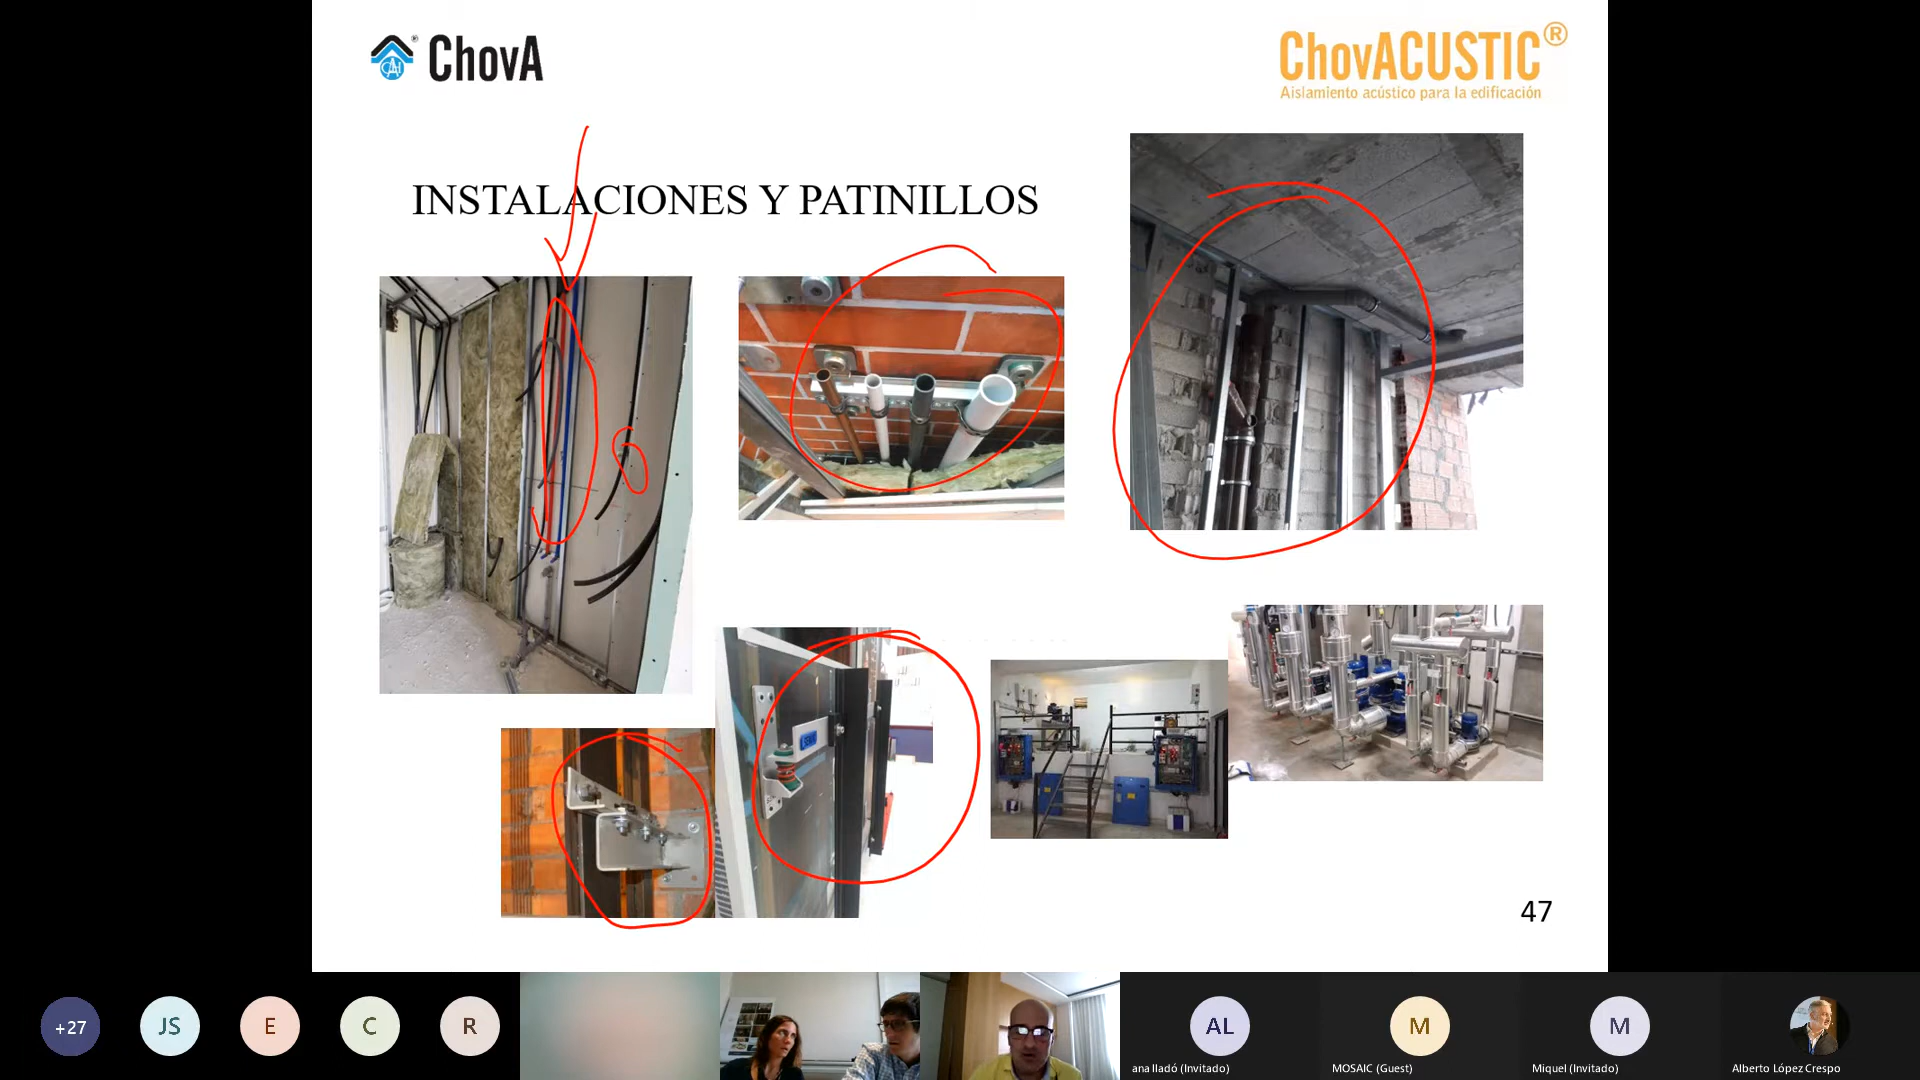 ChovA
ChovACUSTIC®
Aislamiento acústico para la edificación
INSTALACIONES Y PATINILLOS
47
+27
JS
E
C
R
AL
ana lladó (Invitado)
M
MOSAIC (Guest)
M
Miquel (Invitado)
Alberto López Crespo